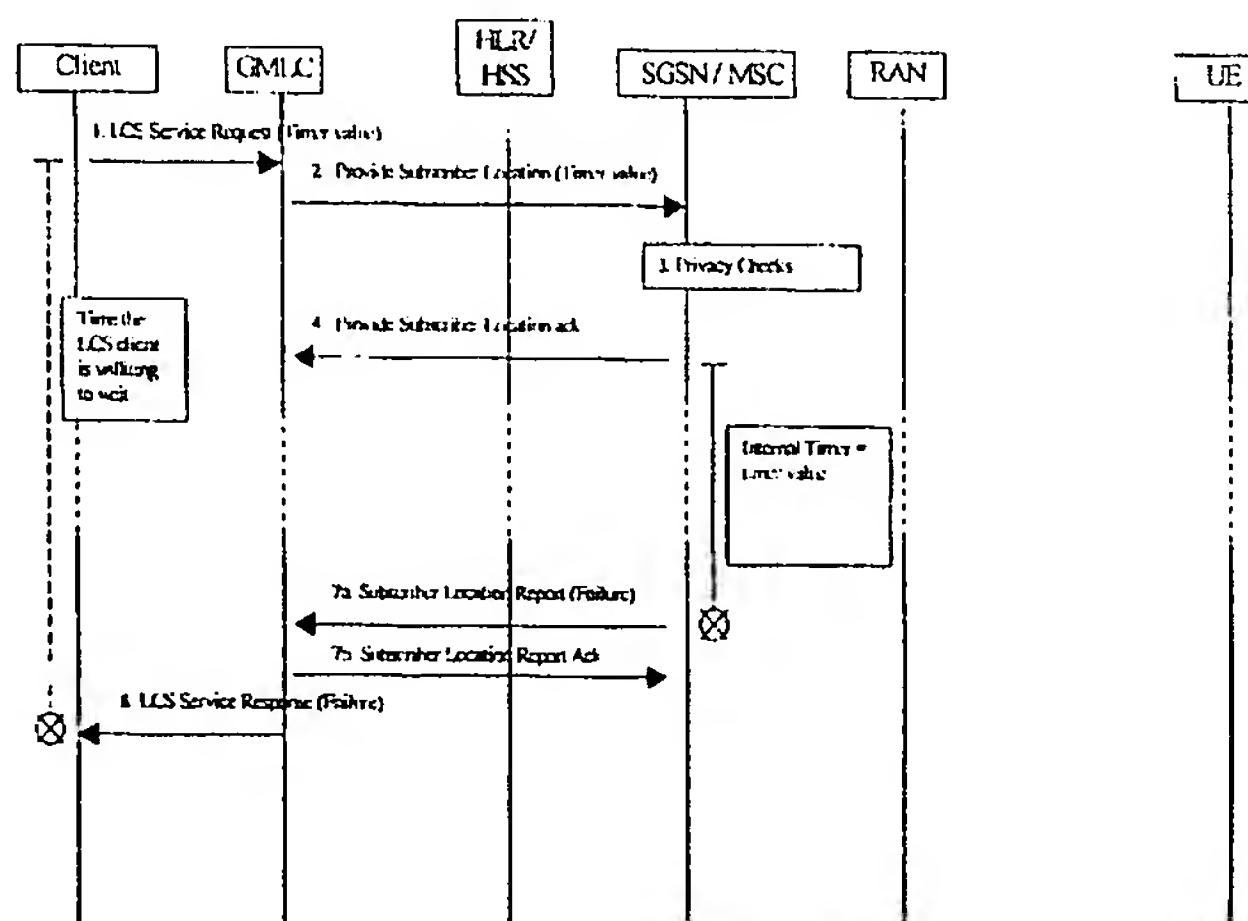 Client
GMLC
HLR/
HSS
SGSN / MSC
RAN
UE
1. LCS Service Request (Timer value)
2. Provide Subscriber Location (Timer value)
3. Privacy Checks
Time the
LCS client
is willing
to wait
4. Provide Subscriber Location ack
Internal Timer =
timer value
7a. Subscriber Location Report (Failure)
7b. Subscriber Location Report Ack
8. LCS Service Response (Failure)